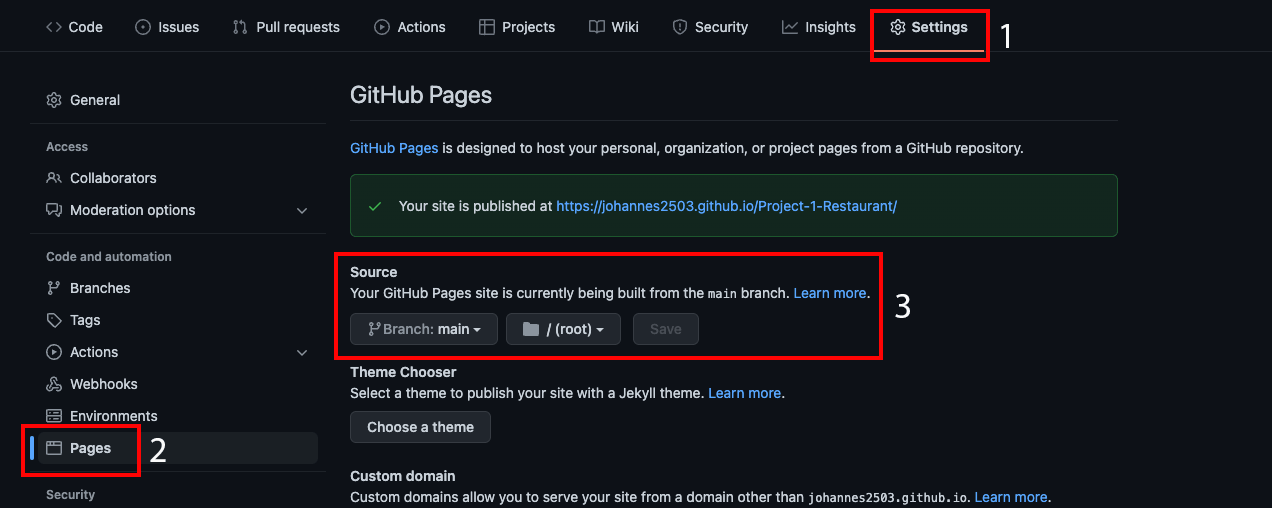 Code Issues Pull requests Actions Projects Wiki Security Insights Settings 1
General
Access
Collaborators
Moderation options
Code and automation
Branches
Tags
Actions
Webhooks
Environments
Pages 2
Security
GitHub Pages
GitHub Pages is designed to host your personal, organization, or project pages from a GitHub repository.
Your site is published at https://johannes2503.github.io/Project-1-Restaurant/
Source
Your GitHub Pages site is currently being built from the main branch. Learn more.
3
Branch: main / (root) Save
Theme Chooser
Select a theme to publish your site with a Jekyll theme. Learn more.
Choose a theme
Custom domain
Custom domains allow you to serve your site from a domain other than johannes2503.github.io. Learn more.